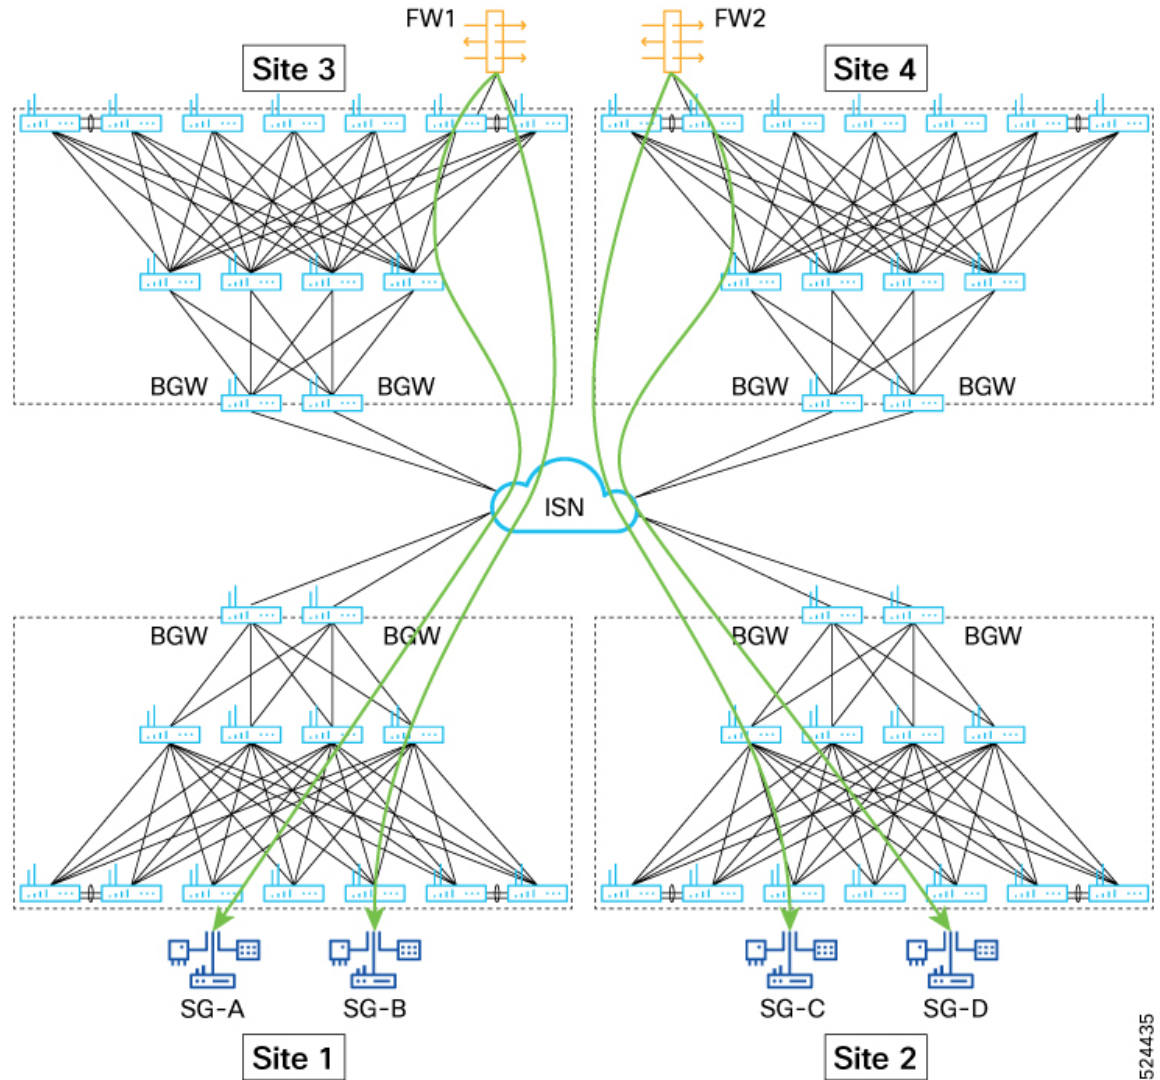 FW1
FW2
Site 3
Site 4
BGW
BGW
BGW
BGW
ISN
BGW
BGW
BGW
BGW
SG-A
SG-B
SG-C
SG-D
Site 1
Site 2
524435